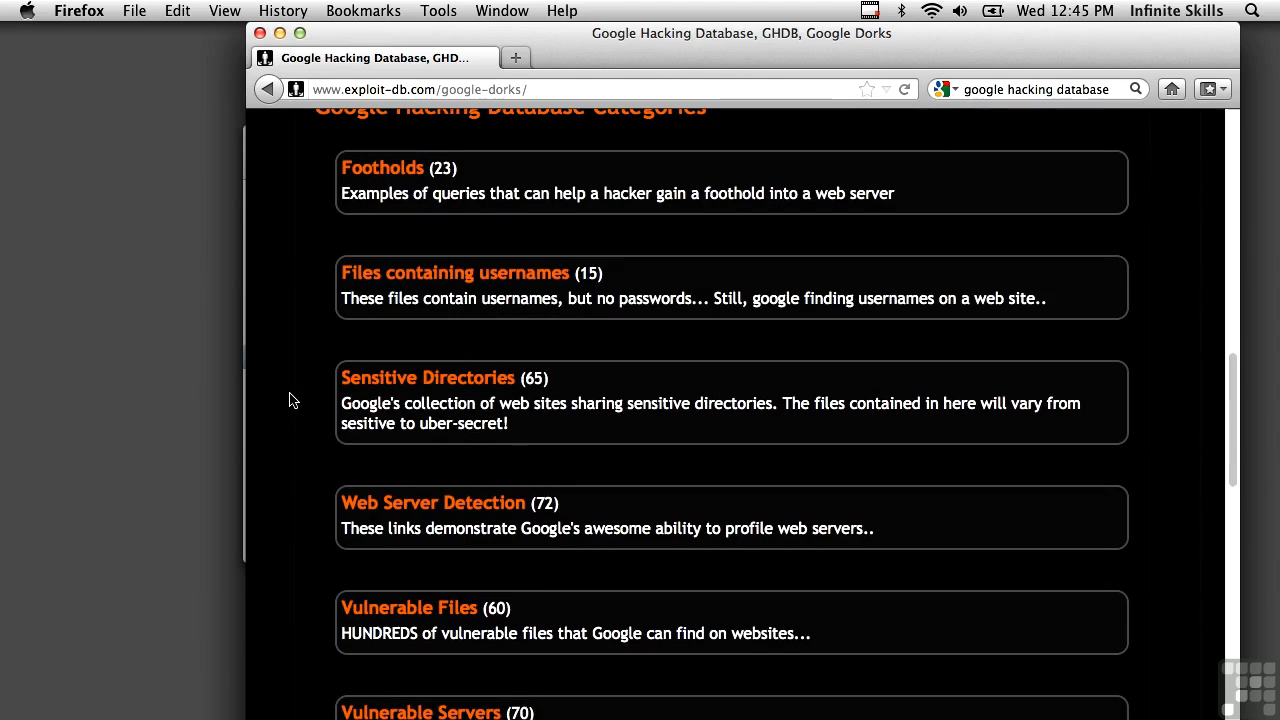 Firefox File Edit View History Bookmarks Tools Window Help Wed 12:45 PM Infinite Skills
Google Hacking Database, GHDB, Google Dorks
Google Hacking Database, GHD...
www.exploit-db.com/google-dorks/ google hacking database
Google Hacking Database Categories
Footholds (23)
Examples of queries that can help a hacker gain a foothold into a web server
Files containing usernames (15)
These files contain usernames, but no passwords... Still, google finding usernames on a web site..
Sensitive Directories (65)
Google's collection of web sites sharing sensitive directories. The files contained in here will vary from
sesitive to uber-secret!
Web Server Detection (72)
These links demonstrate Google's awesome ability to profile web servers..
Vulnerable Files (60)
HUNDREDS of vulnerable files that Google can find on websites...
Vulnerable Servers (70)